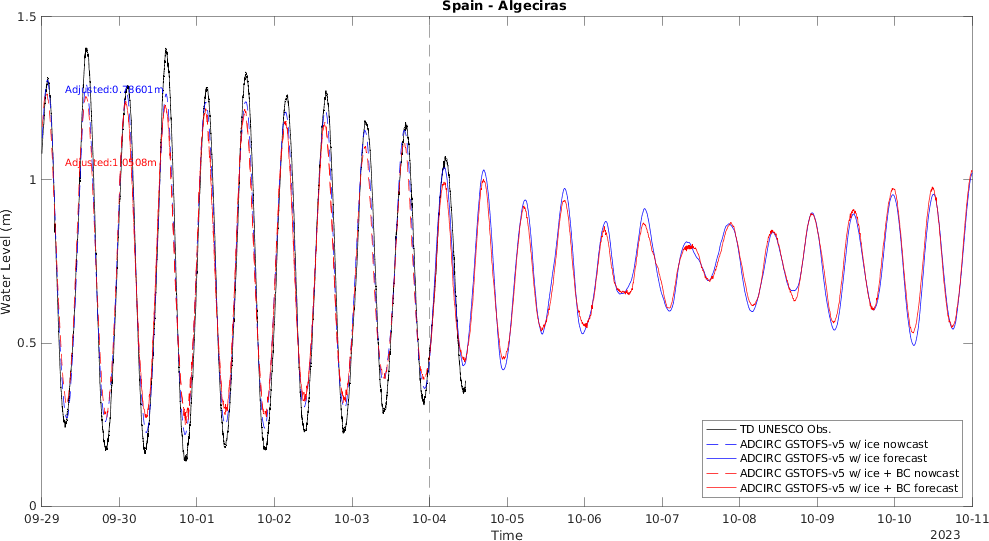 Spain - Algeciras
1.5
1
0.5
0
Water Level (m)
Adjusted:0.73601m
Adjusted:1.0508m
TD UNESCO Obs.
ADCIRC GSTOFS-v5 w/ ice nowcast
ADCIRC GSTOFS-v5 w/ ice forecast
ADCIRC GSTOFS-v5 w/ ice + BC nowcast
ADCIRC GSTOFS-v5 w/ ice + BC forecast
09-29 09-30 10-01 10-02 10-03 10-04 10-05 10-06 10-07 10-08 10-09 10-10 10-11
Time
2023